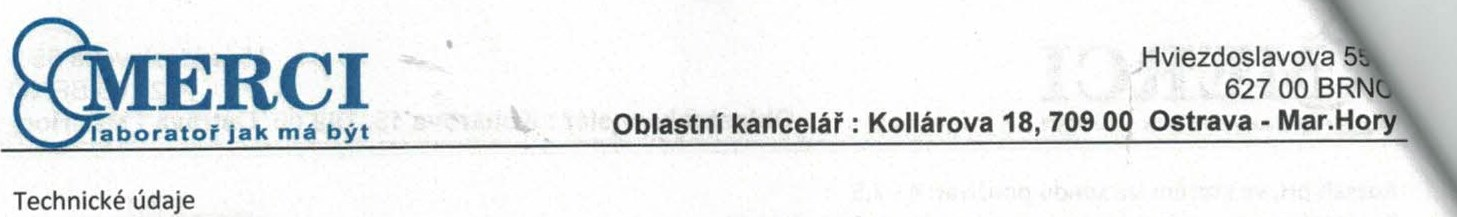 MERCI
laboratoř jak má být
Hviezdoslavova
627 00 BRNO
Oblastní kancelář : Kollárova 18, 709 00 Ostrava - Mar.Hory
Technické údaje